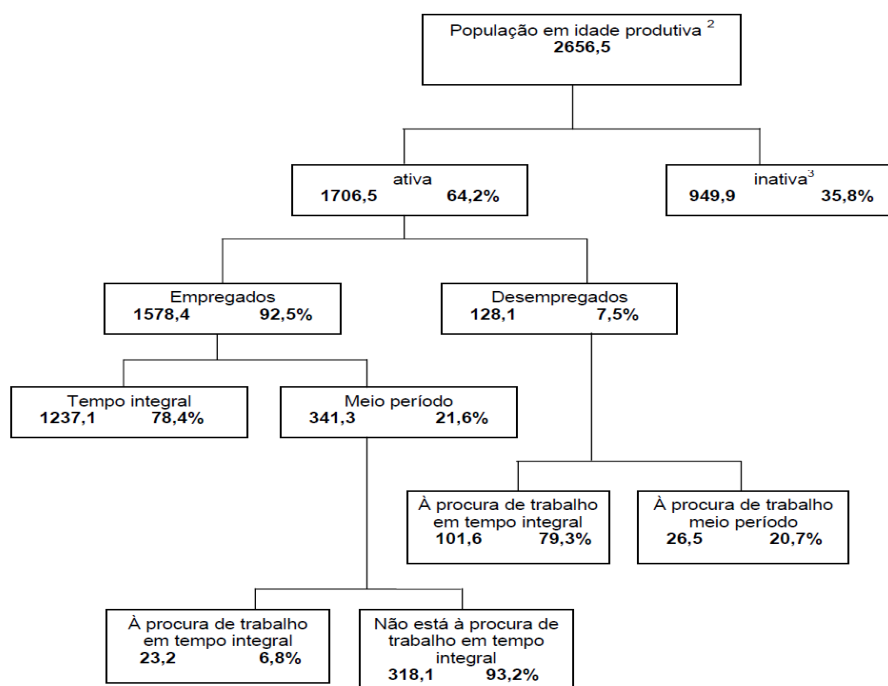 População em idade produtiva ²
2656,5
ativa
1706,5 64,2%
inativa³
949,9 35,8%
Empregados
1578,4 92,5%
Desempregados
128,1 7,5%
Tempo integral
1237,1 78,4%
Meio período
341,3 21,6%
À procura de trabalho
em tempo integral
101,6 79,3%
À procura de trabalho
meio período
26,5 20,7%
À procura de trabalho
em tempo integral
23,2 6,8%
Não está à procura de
trabalho em tempo
integral
318,1 93,2%